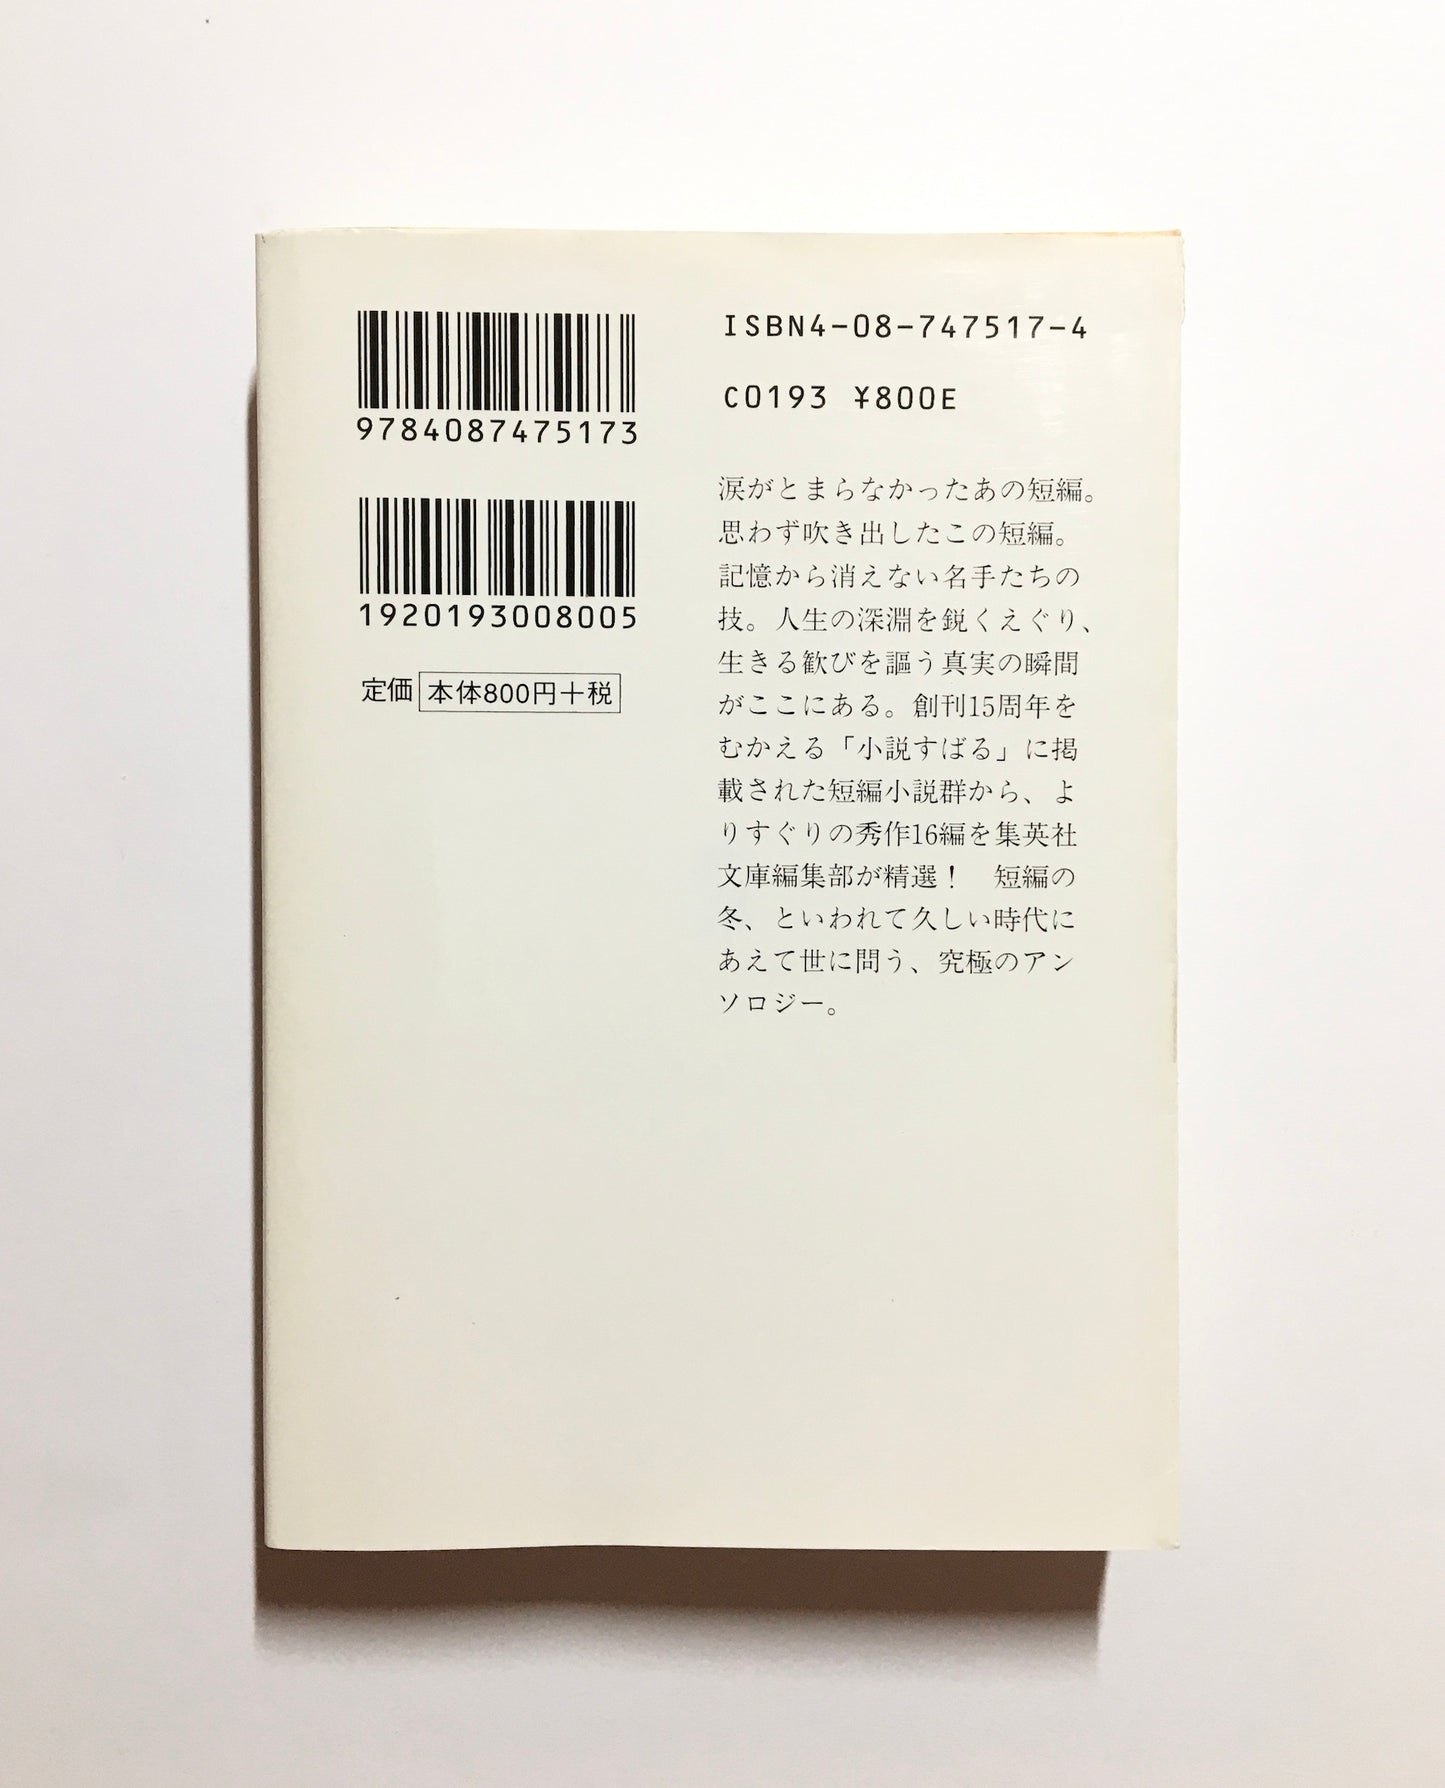 9784087475173
1920193008005
定価 本体800円+税
ISBN4-08-747517-4
C0193 ¥800E
涙がとまらなかったあの短編。
思わず吹き出したこの短編。
記憶から消えない名手たちの
技。人生の深淵を鋭くえぐり、
生きる歓びを謳う真実の瞬間
がここにある。創刊15周年を
むかえる「小説すばる」に掲
載された短編小説群から、よ
りすぐりの秀作16編を集英社
文庫編集部が精選！　短編の
冬、といわれて久しい時代に
あえて世に問う、究極のアン
ソロジー。